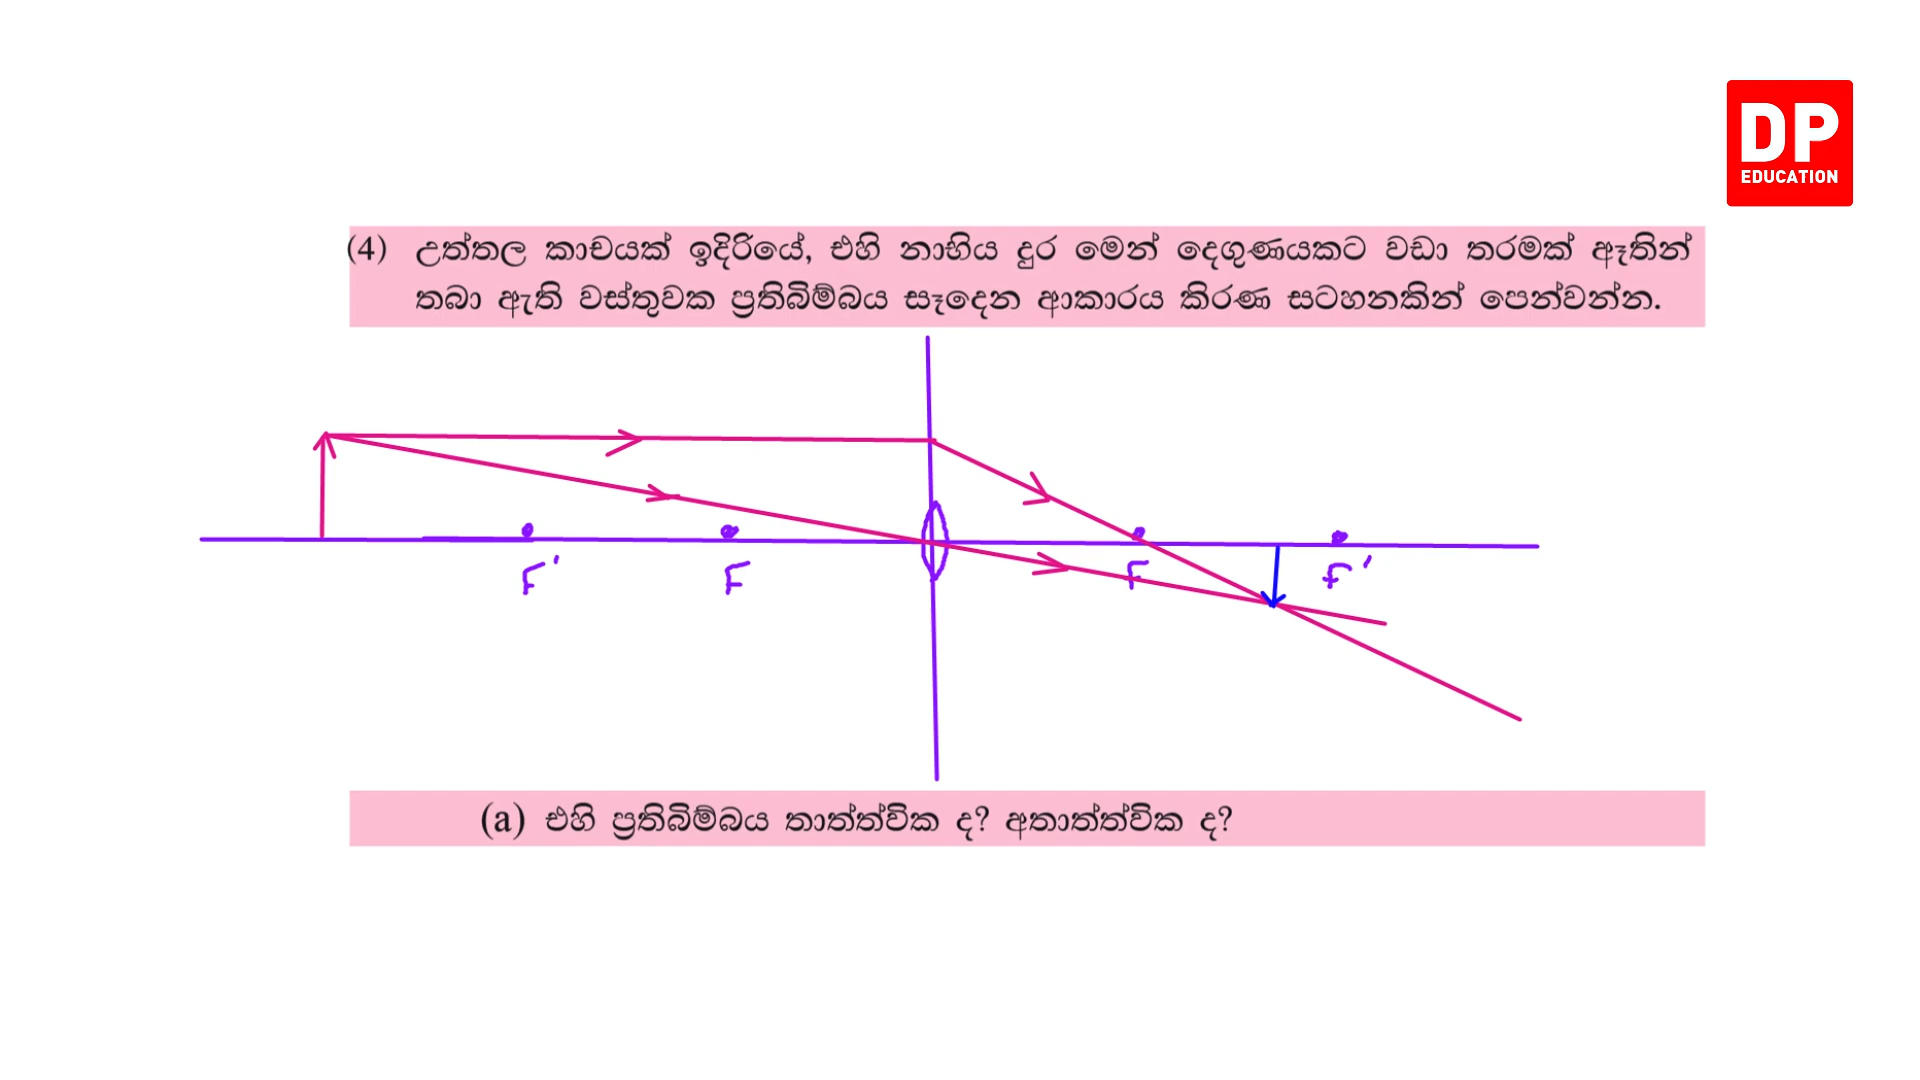 DP
EDUCATION
(4) උත්තල කාචයක් ඉදිරියේ, එහි නාභිය දුර මෙන් දෙගුණයකට වඩා තරමක් ඈතින්
තබා ඇති වස්තුවක ප්‍රතිබිම්බය සෑදෙන ආකාරය කිරණ සටහනකින් පෙන්වන්න.
F' F F F'
(a) එහි ප්‍රතිබිම්බය තාත්ත්වික ද? අතාත්ත්වික ද?